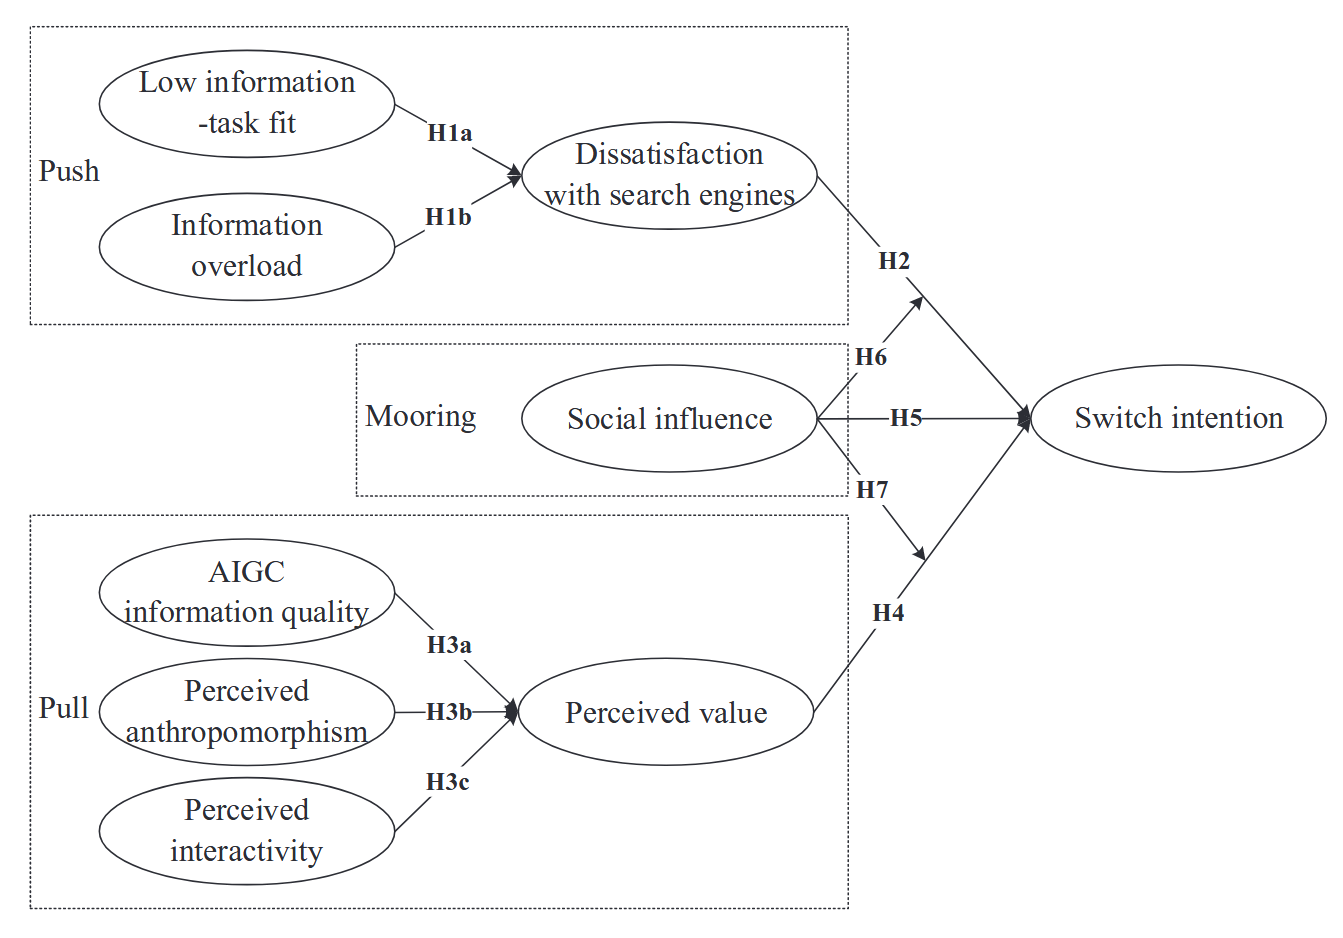 Push
Low information
-task fit
Information
overload
H1a
H1b
Dissatisfaction
with search engines
H2
Mooring
Social influence
H6
H5
H7
Switch intention
Pull
AIGC
information quality
Perceived
anthropomorphism
Perceived
interactivity
H3a
H3b
H3c
Perceived value
H4